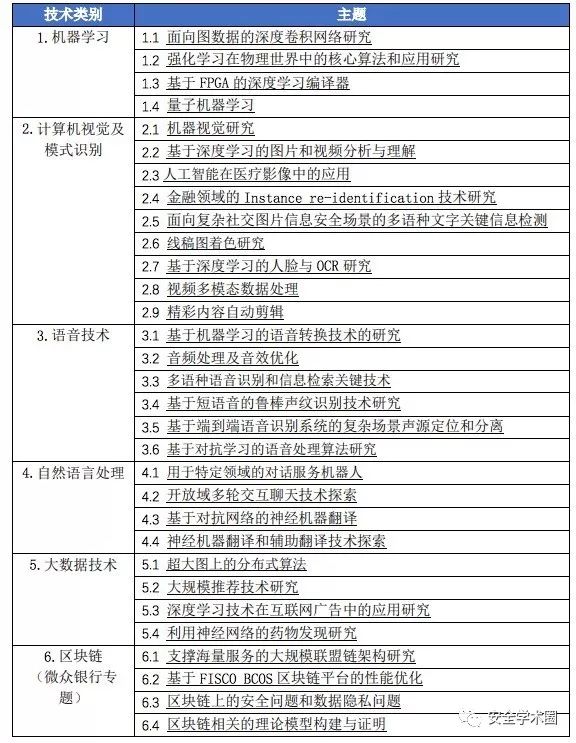 技术类别 主题
1.机器学习 1.1 面向图数据的深度卷积网络研究
1.2 强化学习在物理世界中的核心算法和应用研究
1.3 基于 FPGA 的深度学习编译器
1.4 量子机器学习
2.计算机视觉及 2.1 机器视觉研究
模式识别 2.2 基于深度学习的图片和视频分析与理解
2.3 人工智能在医疗影像中的应用
2.4 金融领域的 Instance re-identification 技术研究
2.5 面向复杂社交图片信息安全场景的多语种文字关键信息检测
2.6 线稿图着色研究
2.7 基于深度学习的人脸与 OCR 研究
2.8 视频多模态数据处理
2.9 精彩内容自动剪辑
3.语音技术 3.1 基于机器学习的语音转换技术的研究
3.2 音频处理及音效优化
3.3 多语种语音识别和信息检索关键技术
3.4 基于短语音的鲁棒声纹识别技术研究
3.5 基于端到端语音识别系统的复杂场景声源定位和分离
3.6 基于对抗学习的语音处理算法研究
4.自然语言处理 4.1 用于特定领域的对话服务机器人
4.2 开放域多轮交互聊天技术探索
4.3 基于对抗网络的神经机器翻译
4.4 神经机器翻译和辅助翻译技术探索
5.大数据技术 5.1 超大图上的分布式算法
5.2 大规模推荐技术研究
5.3 深度学习技术在互联网广告中的应用研究
5.4 利用神经网络的药物发现研究
6.区块链 6.1 支撑海量服务的大规模联盟链架构研究
（微众银行专 6.2 基于 FISCO BCOS 区块链平台的性能优化
题） 6.3 区块链上的安全问题和数据隐私问题
6.4 区块链相关的理论模型构建与证明
安全学术圈